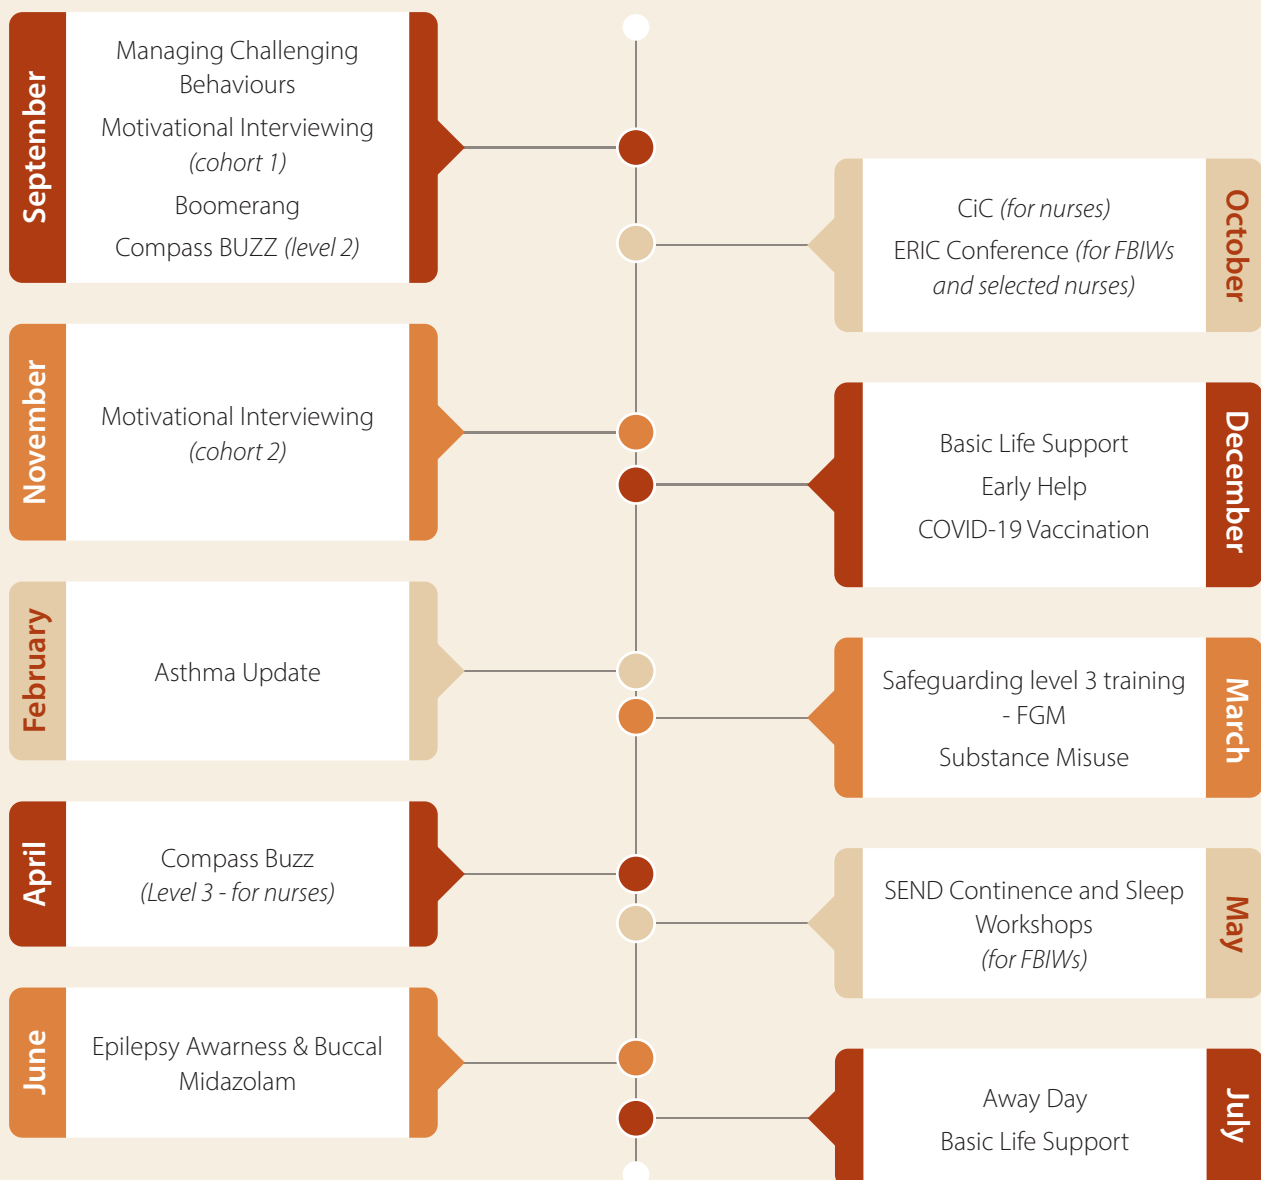 September
Managing Challenging
Behaviours
Motivational Interviewing
(cohort 1)
Boomerang
Compass BUZZ (level 2)
October
CiC (for nurses)
ERIC Conference (for FBIWs
and selected nurses)
November
Motivational Interviewing
(cohort 2)
December
Basic Life Support
Early Help
COVID-19 Vaccination
February
Asthma Update
March
Safeguarding level 3 training
- FGM
Substance Misuse
April
Compass Buzz
(Level 3 - for nurses)
May
SEND Continence and Sleep
Workshops
(for FBIWs)
June
Epilepsy Awarness & Buccal
Midazolam
July
Away Day
Basic Life Support